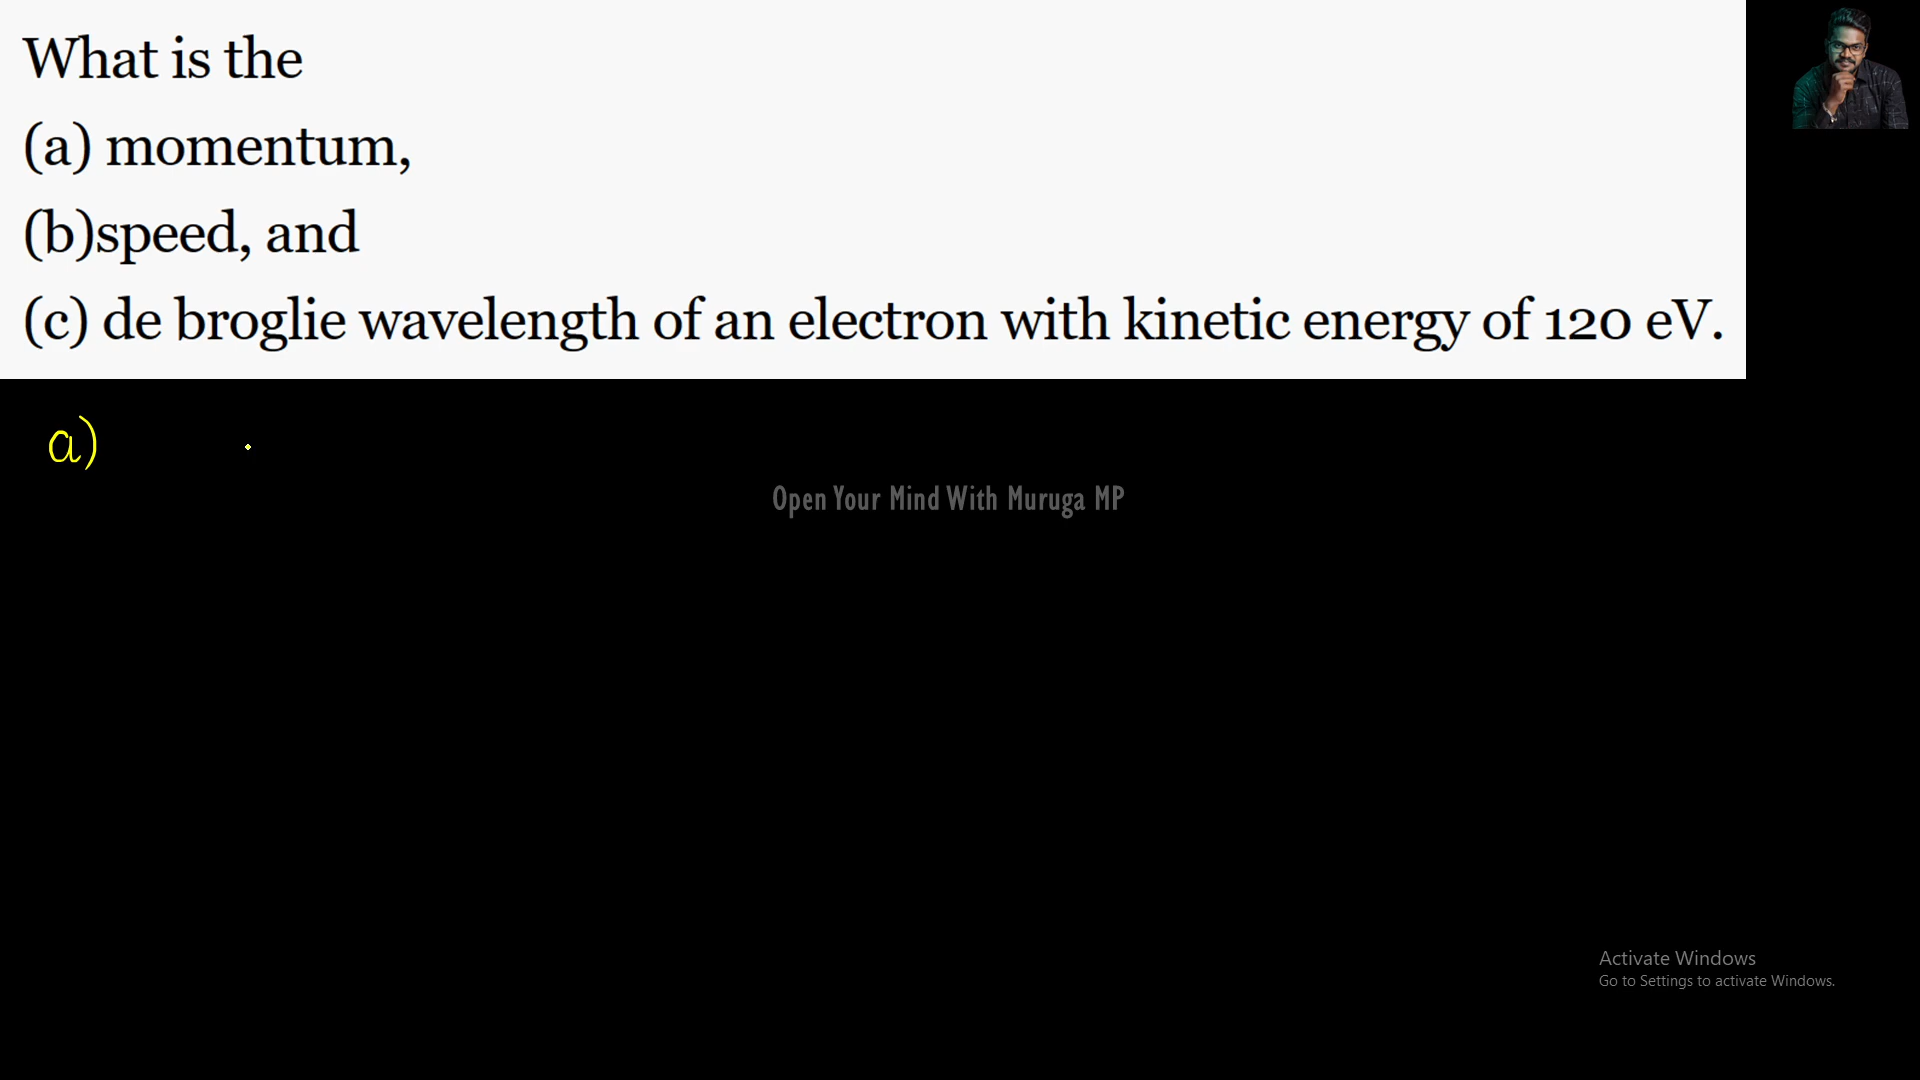 What is the
(a) momentum,
(b)speed, and
(c) de broglie wavelength of an electron with kinetic energy of 120 eV.
a)
Open Your Mind With Muruga MP
Activate Windows
Go to Settings to activate Windows.